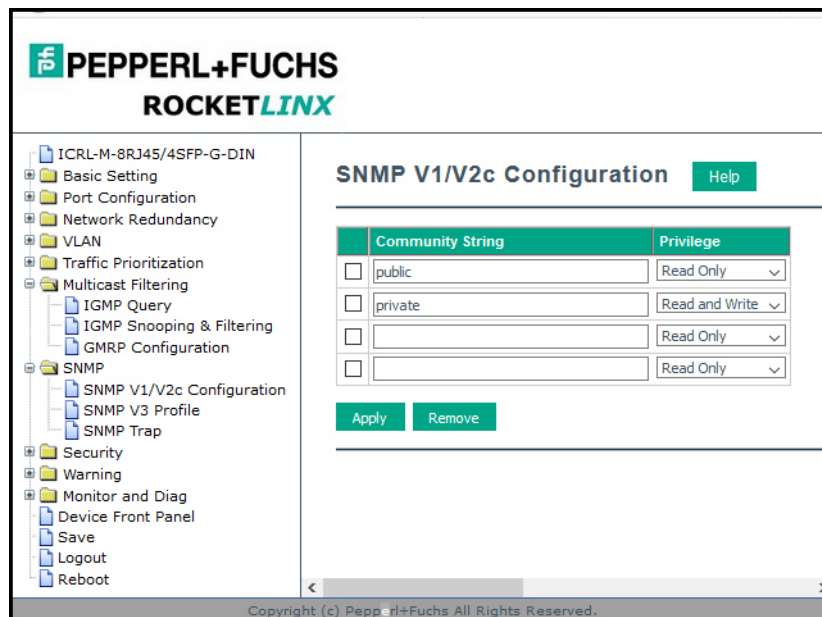 PEPPERL+FUCHS
ROCKETLINX
ICRL-M-8RJ45/4SFP-G-DIN
Basic Setting
Port Configuration
Network Redundancy
VLAN
Traffic Prioritization
Multicast Filtering
IGMP Query
IGMP Snooping & Filtering
GMRP Configuration
SNMP
SNMP V1/V2c Configuration
SNMP V3 Profile
SNMP Trap
Security
Warning
Monitor and Diag
Device Front Panel
Save
Logout
Reboot
SNMP V1/V2c Configuration Help
Community String Privilege
public Read Only
private Read and Write
Read Only
Read Only
Apply Remove
Copyright (c) Pepperl+Fuchs All Rights Reserved.